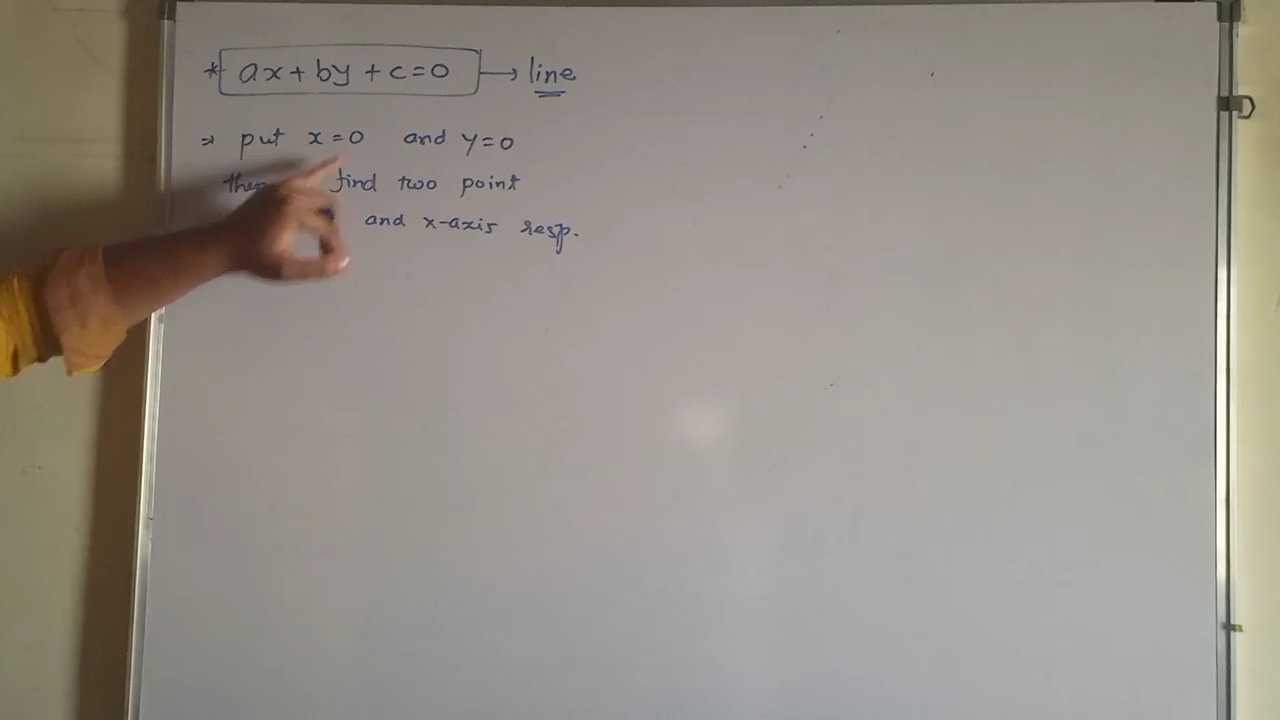 * ax + by + c = 0 → line
⇒ put x = 0 and y = 0
find two point
and x-axis resp.